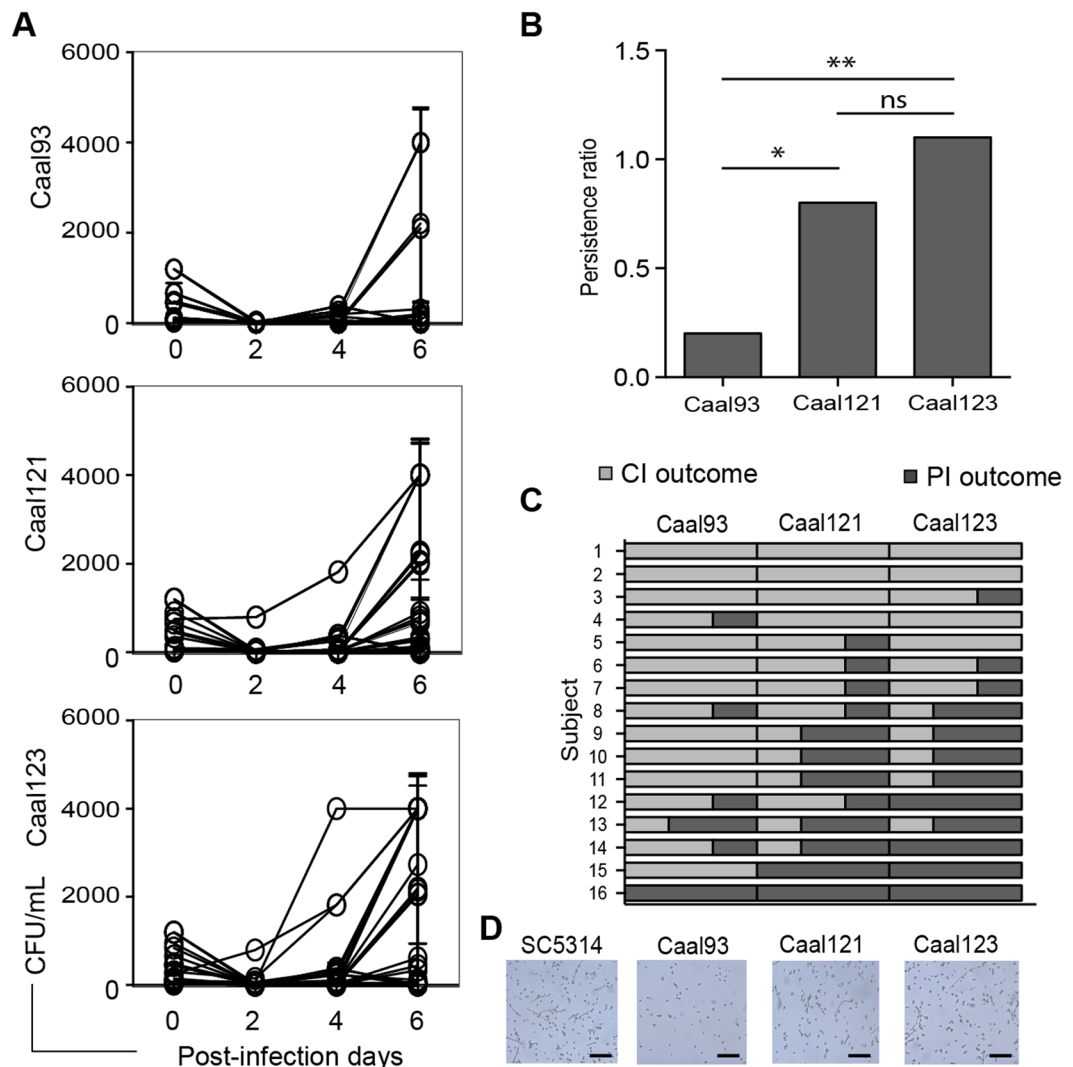 A
Caal93
6000
4000
2000
0
0 2 4 6
Caal121
6000
4000
2000
0
0 2 4 6
CFU/mL Caal123
6000
4000
2000
0
0 2 4 6
Post-infection days
B
Persistence ratio
1.5
1.0
0.5
0.0
**
ns
*
Caal93 Caal121 Caal123
CI outcome PI outcome
C
Caal93 Caal121 Caal123
Subject
1
2
3
4
5
6
7
8
9
10
11
12
13
14
15
16
D
SC5314 Caal93 Caal121 Caal123